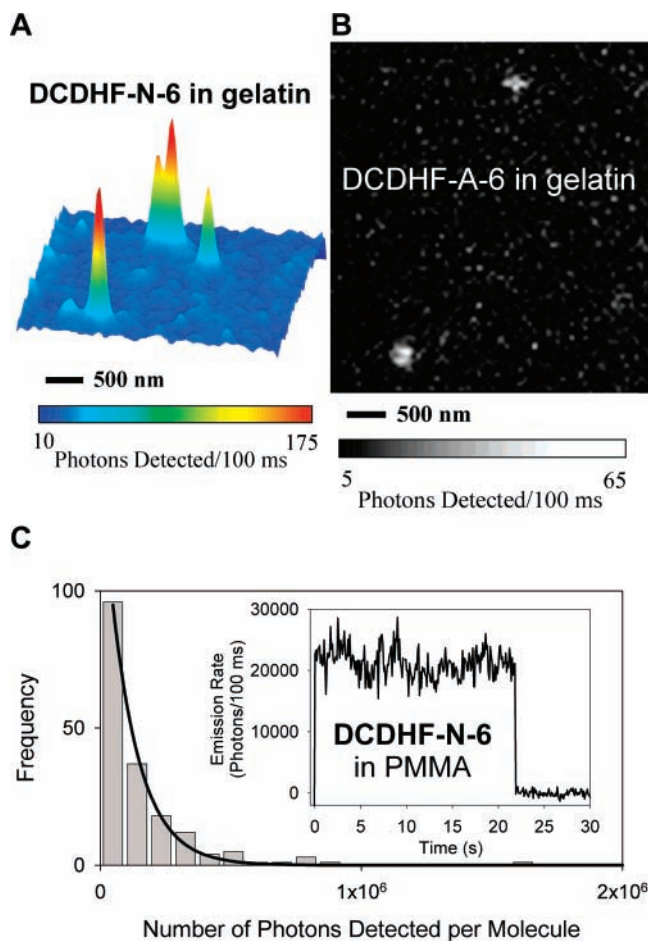 A
DCDHF-N-6 in gelatin
500 nm
10 175
Photons Detected/100 ms
B
DCDHF-A-6 in gelatin
500 nm
5 65
Photons Detected/100 ms
C
100
50
0
Frequency
0 1x10⁶ 2x10⁶
Number of Photons Detected per Molecule
30000
20000
10000
0
Emission Rate
(Photons/100 ms)
DCDHF-N-6
in PMMA
0 5 10 15 20 25 30
Time (s)